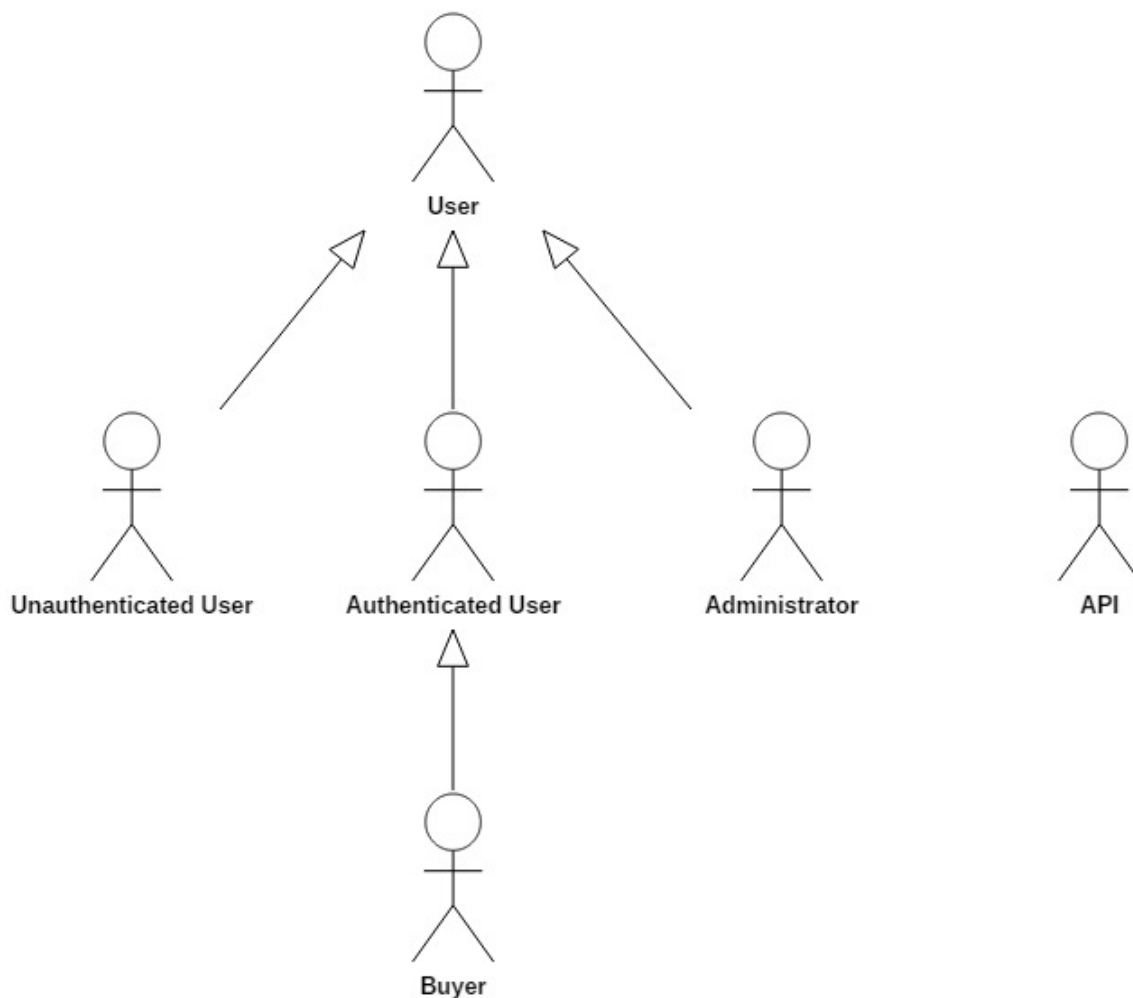 User
Unauthenticated User
Authenticated User
Administrator
API
Buyer